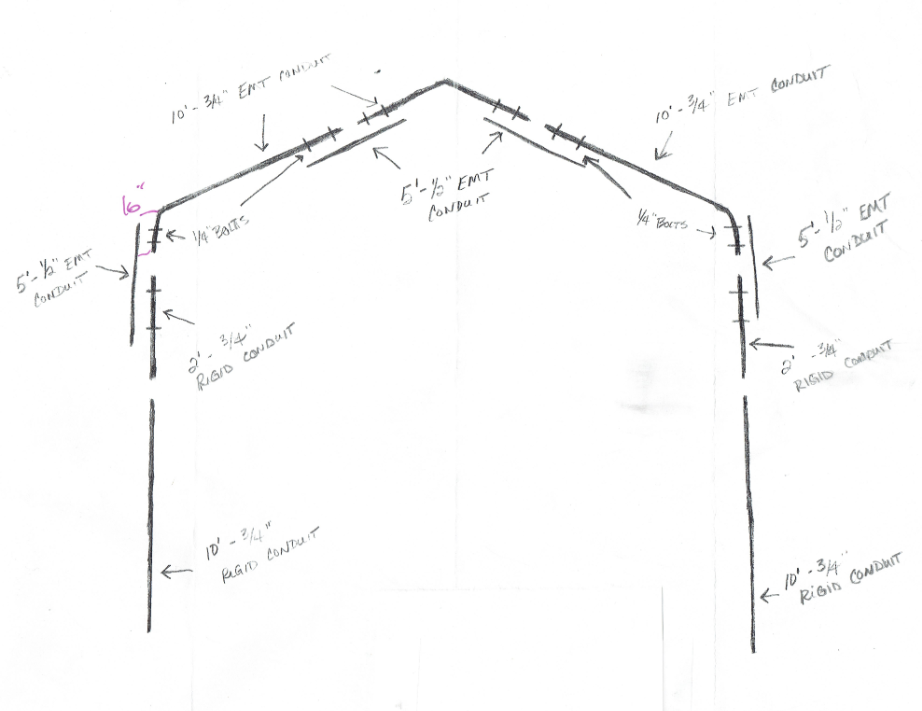 10' - 3/4" EMT CONDUIT
10' - 3/4" EMT CONDUIT
5'-1/2" EMT
CONDUIT
16"
1/4" BOLTS
1/4" BOLTS
5'-1/2" EMT
CONDUIT
5'-1/2" EMT
CONDUIT
2' - 3/4"
RIGID CONDUIT
2' - 3/4"
RIGID CONDUIT
10' - 3/4"
RIGID CONDUIT
10' - 3/4"
RIGID CONDUIT